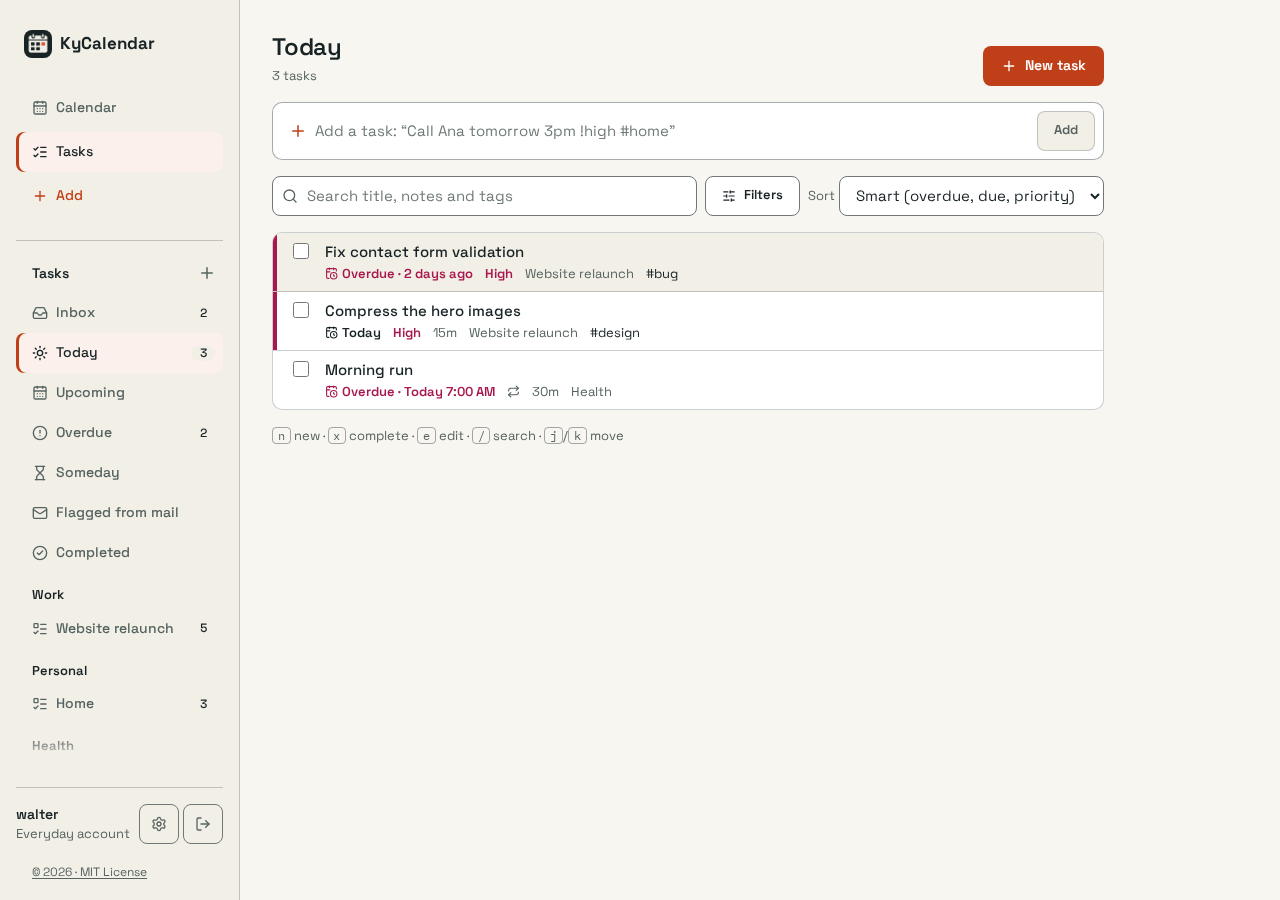 KyCalendar
Calendar
Tasks
Add
Tasks
Inbox 2
Today 3
Upcoming
Overdue 2
Someday
Flagged from mail
Completed
Work
Website relaunch 5
Personal
Home 3
Health
walter
Everyday account
© 2026 · MIT License
Today
3 tasks
New task
Add a task: “Call Ana tomorrow 3pm !high #home” Add
Search title, notes and tags Filters Sort Smart (overdue, due, priority)
Fix contact form validation
Overdue · 2 days ago High Website relaunch #bug
Compress the hero images
Today High 15m Website relaunch #design
Morning run
Overdue · Today 7:00 AM 30m Health
n new · x complete · e edit · / search · j/k move